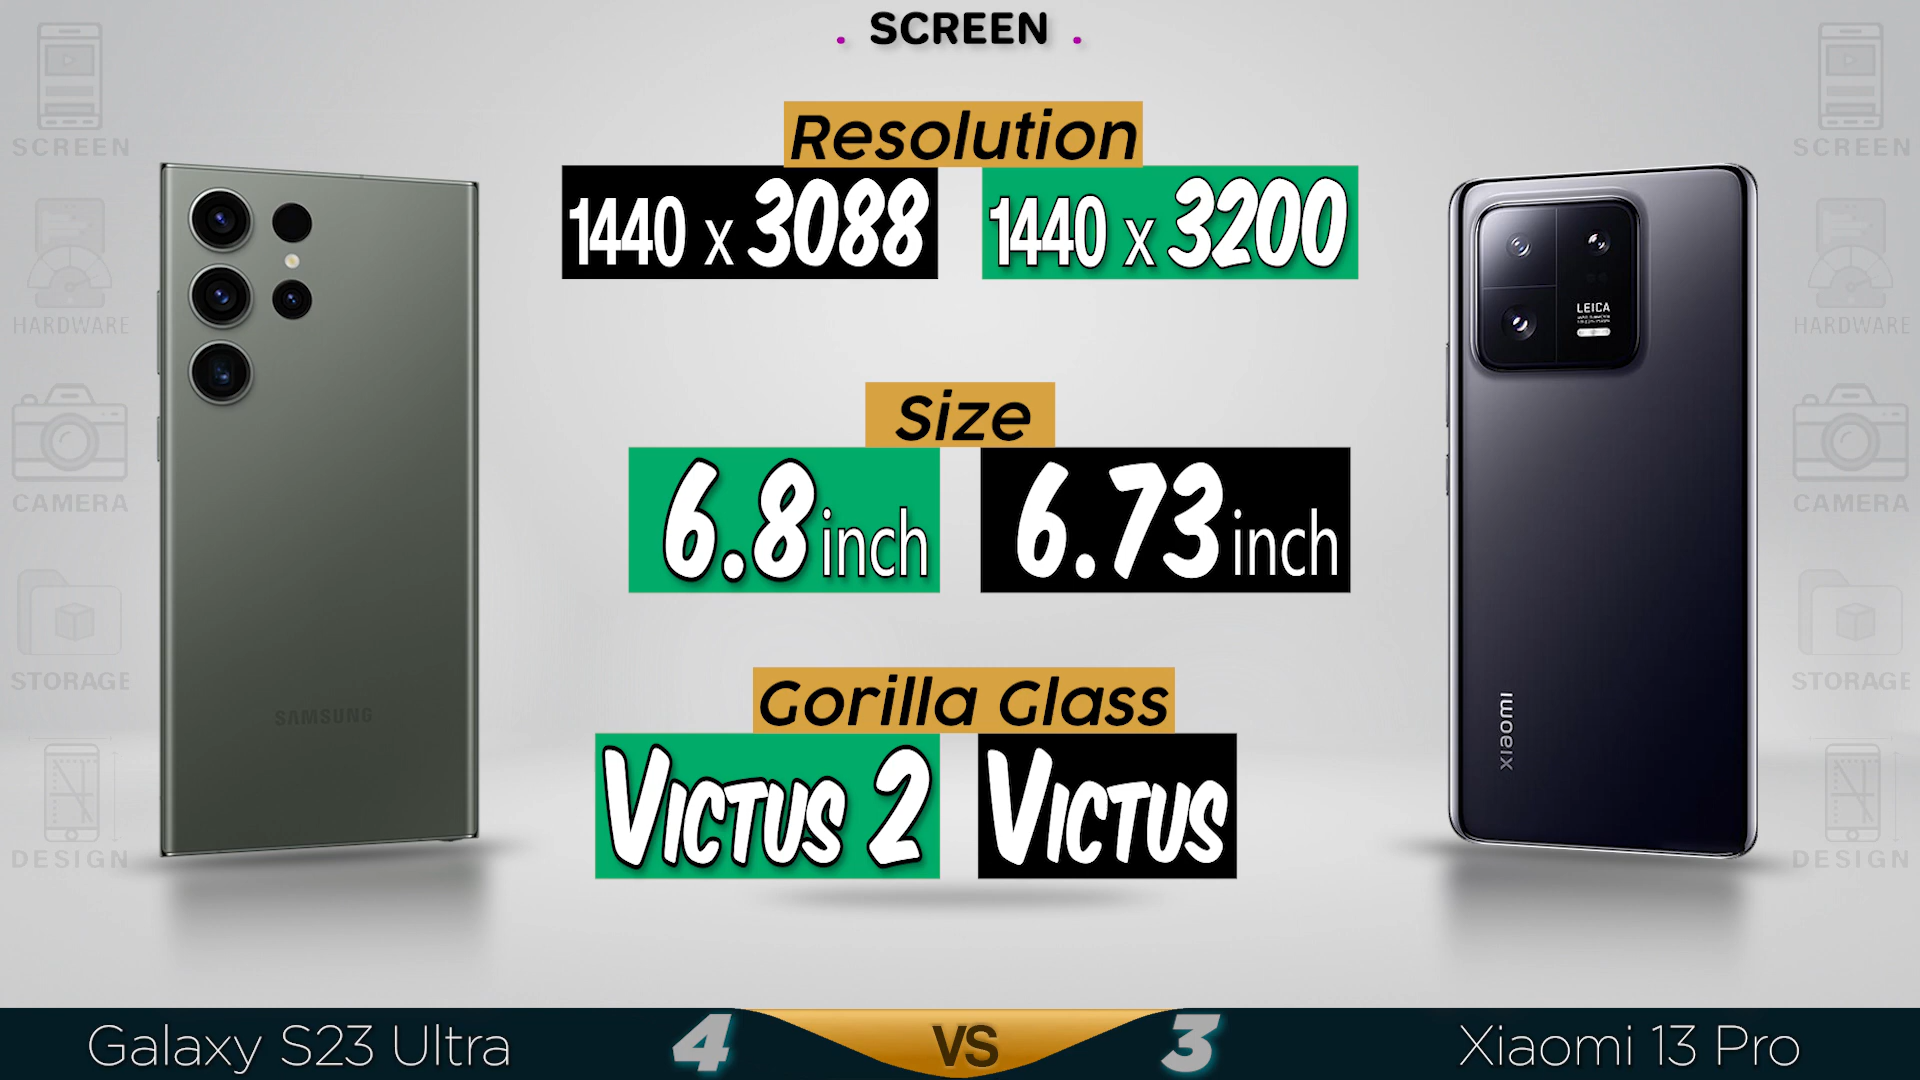 . SCREEN .
Resolution
1440 x 3088
1440 x 3200
Size
6.8 inch
6.73 inch
Gorilla Glass
VICTUS 2
VICTUS
SCREEN
HARDWARE
CAMERA
STORAGE
DESIGN
SAMSUNG
LEICA
xiaomi
SCREEN
HARDWARE
CAMERA
STORAGE
DESIGN
Galaxy S23 Ultra 4 VS 3 Xiaomi 13 Pro